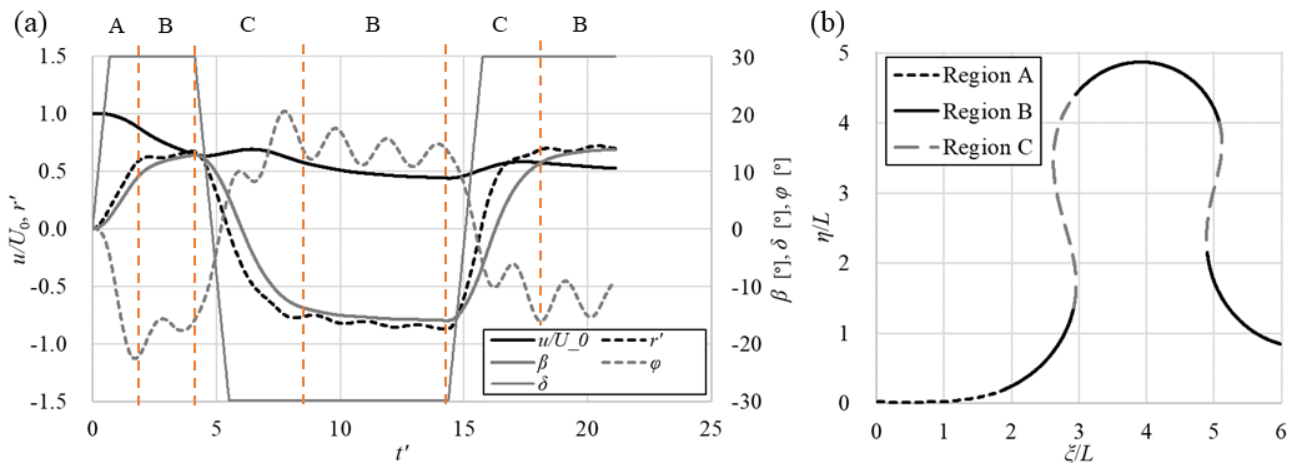 (a)
A B C B C B
1.5
1.0
0.5
0.0
-0.5
-1.0
-1.5
u/U₀, r'
30
20
10
0
-10
-20
-30
β [°], δ [°], φ [°]
u/U_0 r'
β φ
δ
0 5 10 15 20 25
t'
(b)
5
4
3
2
1
0
η/L
Region A
Region B
Region C
0 1 2 3 4 5 6
ξ/L